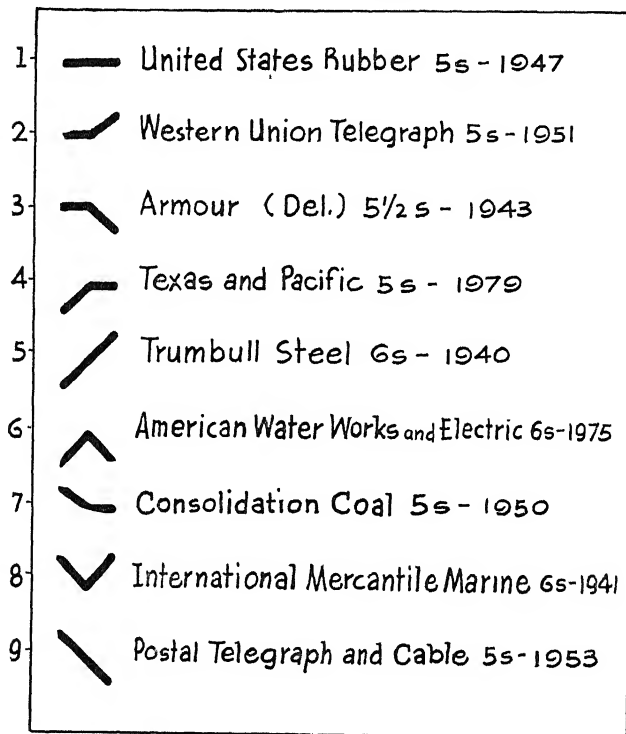 1 United States Rubber 5s - 1947
2 Western Union Telegraph 5s - 1951
3 Armour (Del.) 5½ s - 1943
4 Texas and Pacific 5s - 1979
5 Trumbull Steel 6s - 1940
6 American Water Works and Electric 6s-1975
7 Consolidation Coal 5s - 1950
8 International Mercantile Marine 6s-1941
9 Postal Telegraph and Cable 5s-1953